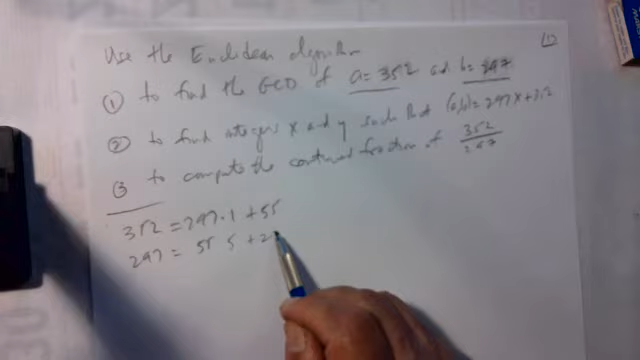 Use the Euclidean algorithm
(12)
① to find the GCD of a = 352 and b = 297
② to find integers x and y such that (a,b) = 297x +
③ to compute the continued fraction of 352/297
352 = 297 · 1 + 55
297 = 55 5 + 2